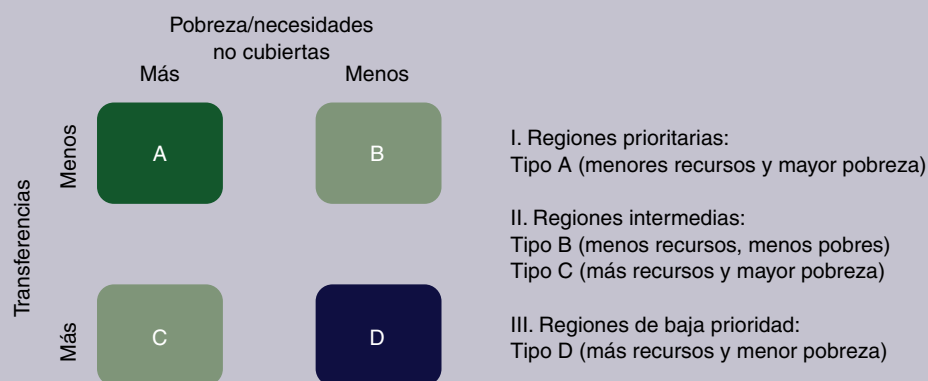 Pobreza/necesidades
no cubiertas
Más
Menos
Transferencias
Menos
A
B
Más
C
D
I. Regiones prioritarias:
Tipo A (menores recursos y mayor pobreza)
II. Regiones intermedias:
Tipo B (menos recursos, menos pobres)
Tipo C (más recursos y mayor pobreza)
III. Regiones de baja prioridad:
Tipo D (más recursos y menor pobreza)